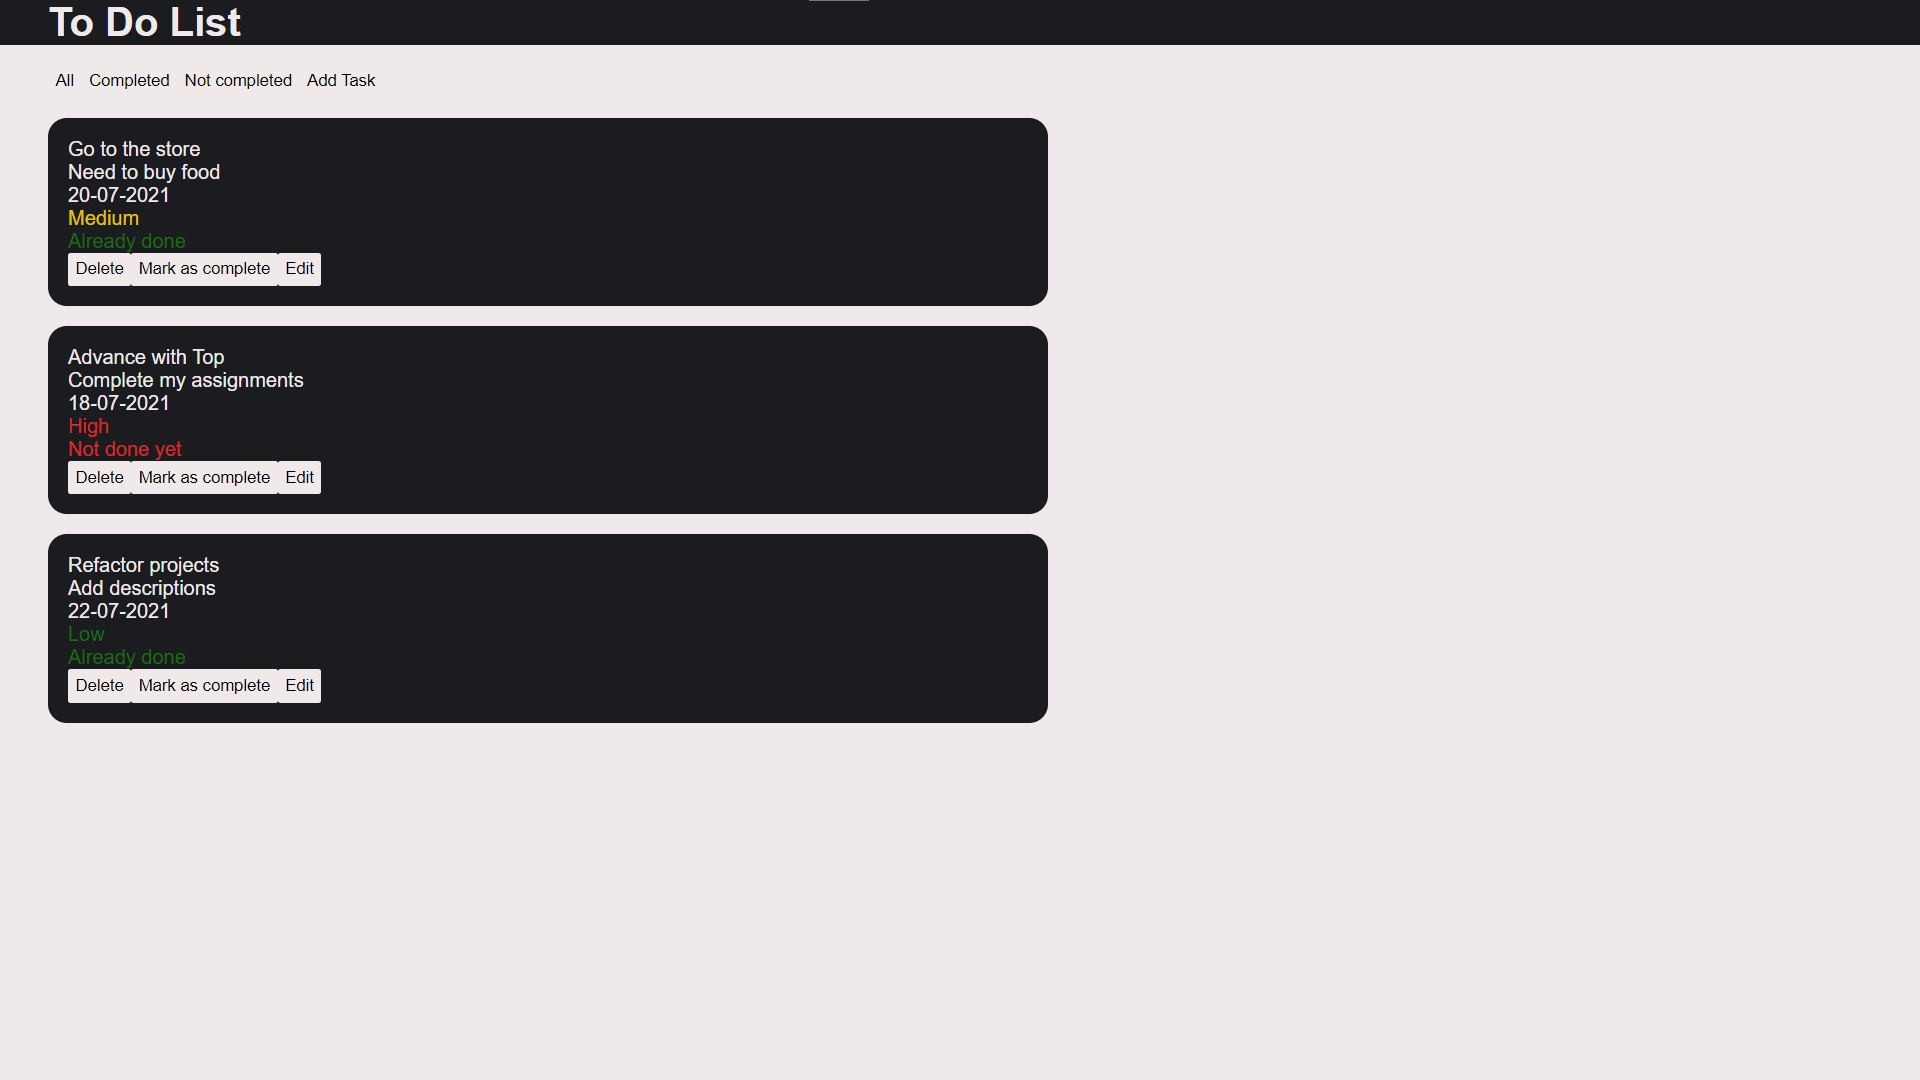 To Do List
All Completed Not completed Add Task
Go to the store
Need to buy food
20-07-2021
Medium
Already done
Delete Mark as complete Edit
Advance with Top
Complete my assignments
18-07-2021
High
Not done yet
Delete Mark as complete Edit
Refactor projects
Add descriptions
22-07-2021
Low
Already done
Delete Mark as complete Edit